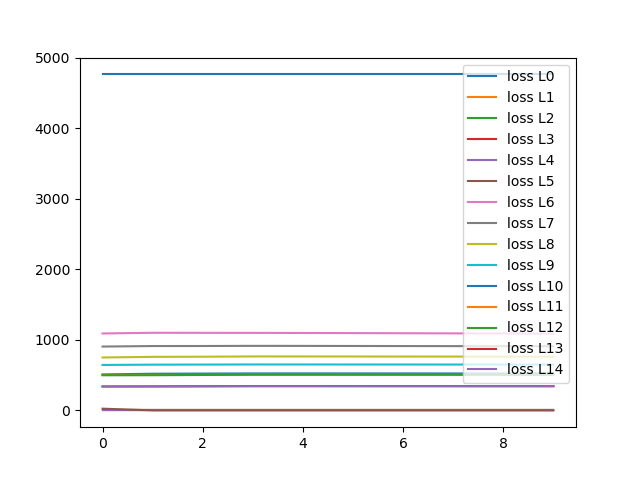 5000
4000
3000
2000
1000
0
0
2
4
6
8
loss L0
loss L1
loss L2
loss L3
loss L4
loss L5
loss L6
loss L7
loss L8
loss L9
loss L10
loss L11
loss L12
loss L13
loss L14